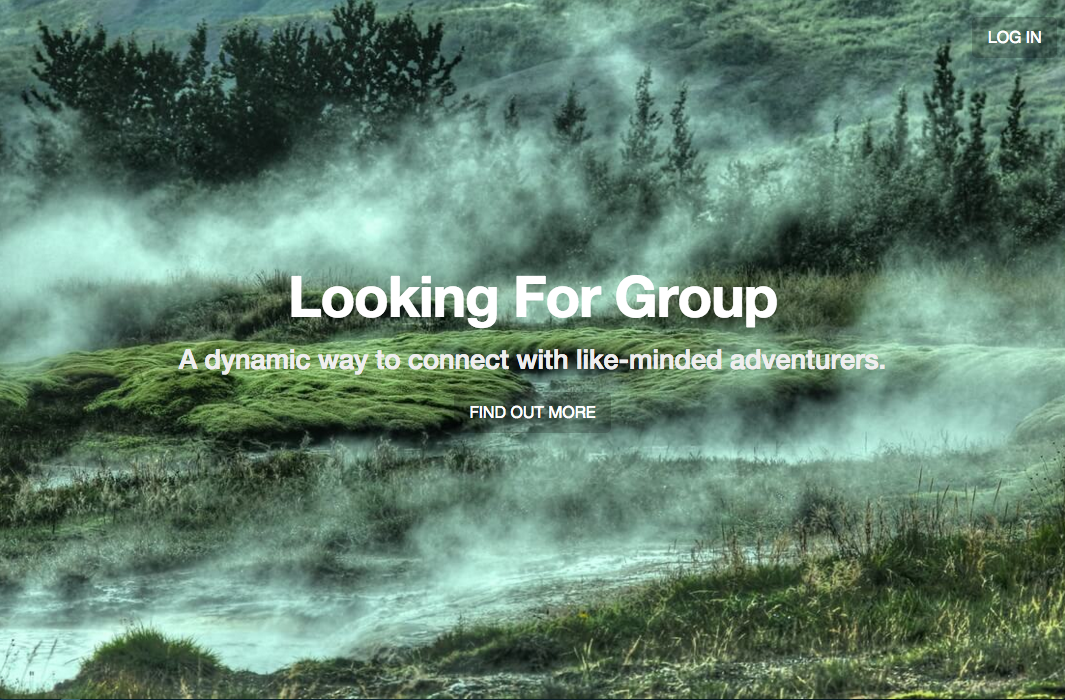 LOG IN
Looking For Group
A dynamic way to connect with like-minded adventurers.
FIND OUT MORE